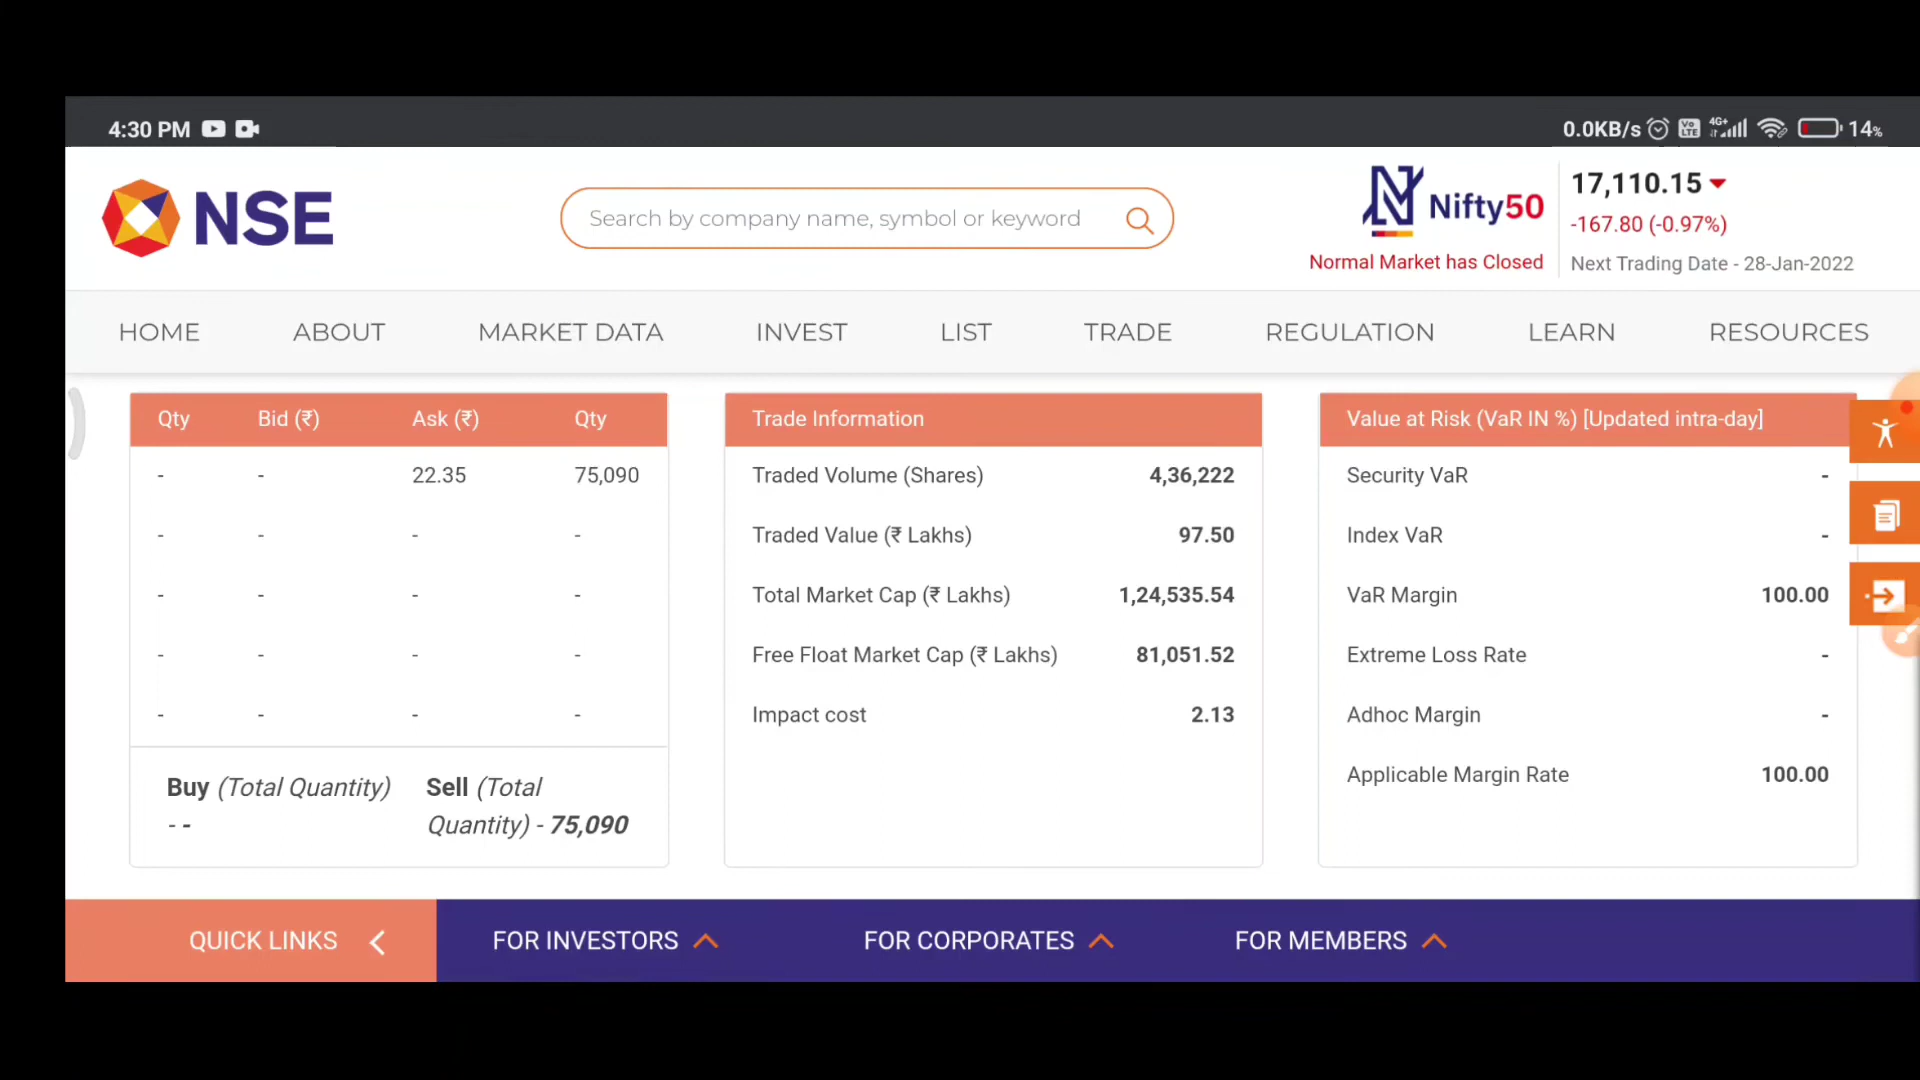 4:30 PM
0.0KB/s Vo LTE 4G+ 14%
NSE
Search by company name, symbol or keyword
Nifty50
Normal Market has Closed
17,110.15
-167.80 (-0.97%)
Next Trading Date - 28-Jan-2022
HOME ABOUT MARKET DATA INVEST LIST TRADE REGULATION LEARN RESOURCES
Qty Bid (₹) Ask (₹) Qty
- - 22.35 75,090
- - - -
- - - -
- - - -
- - - -
Buy (Total Quantity)
- -
Sell (Total
Quantity) - 75,090
Trade Information
Traded Volume (Shares) 4,36,222
Traded Value (₹ Lakhs) 97.50
Total Market Cap (₹ Lakhs) 1,24,535.54
Free Float Market Cap (₹ Lakhs) 81,051.52
Impact cost 2.13
Value at Risk (VaR IN %) [Updated intra-day]
Security VaR -
Index VaR -
VaR Margin 100.00
Extreme Loss Rate -
Adhoc Margin -
Applicable Margin Rate 100.00
QUICK LINKS FOR INVESTORS FOR CORPORATES FOR MEMBERS